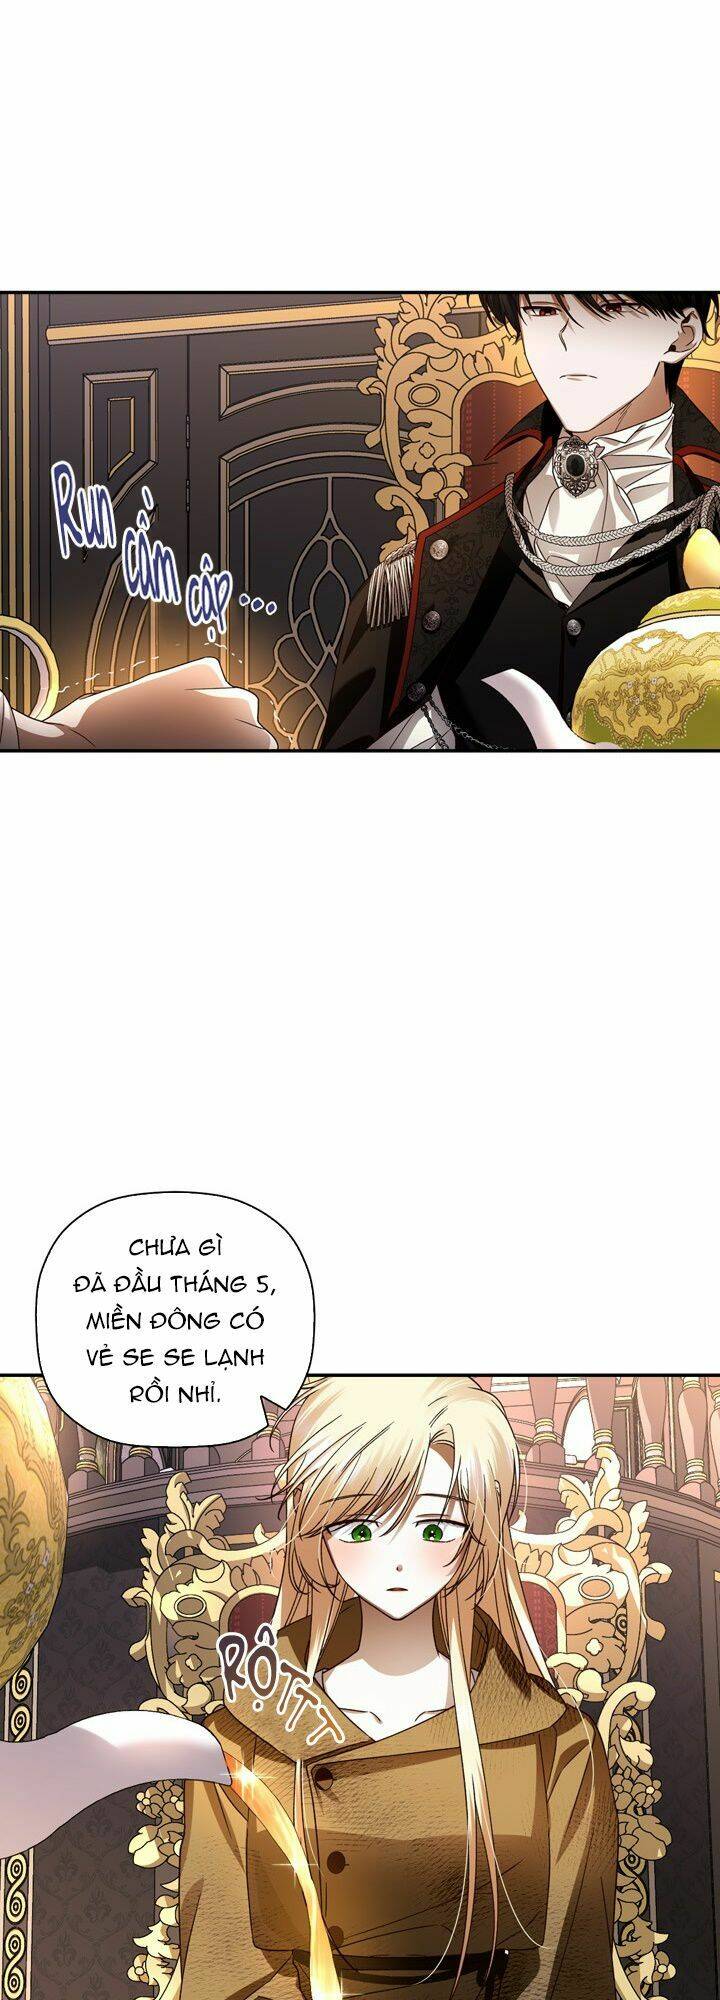 Run cầm cập ...
CHƯA GÌ
ĐÃ ĐẦU THÁNG 5,
MIỀN ĐÔNG CÓ
VẺ SE SE LẠNH
RỒI NHỈ.
RỘTTT